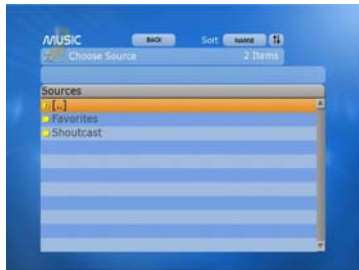 MUSIC BACK Sort NAME
Choose Source 2 Items
Sources
[..]
Favorites
Shoutcast